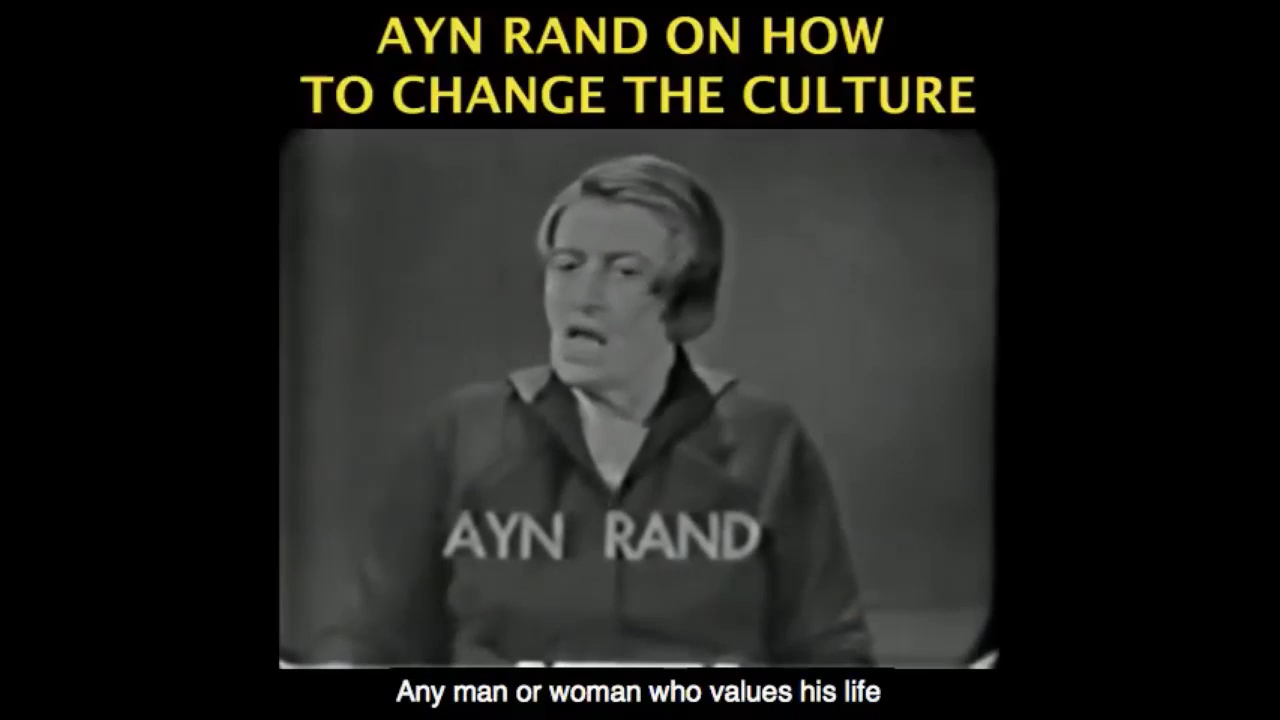 AYN RAND ON HOW
TO CHANGE THE CULTURE
AYN RAND
Any man or woman who values his life